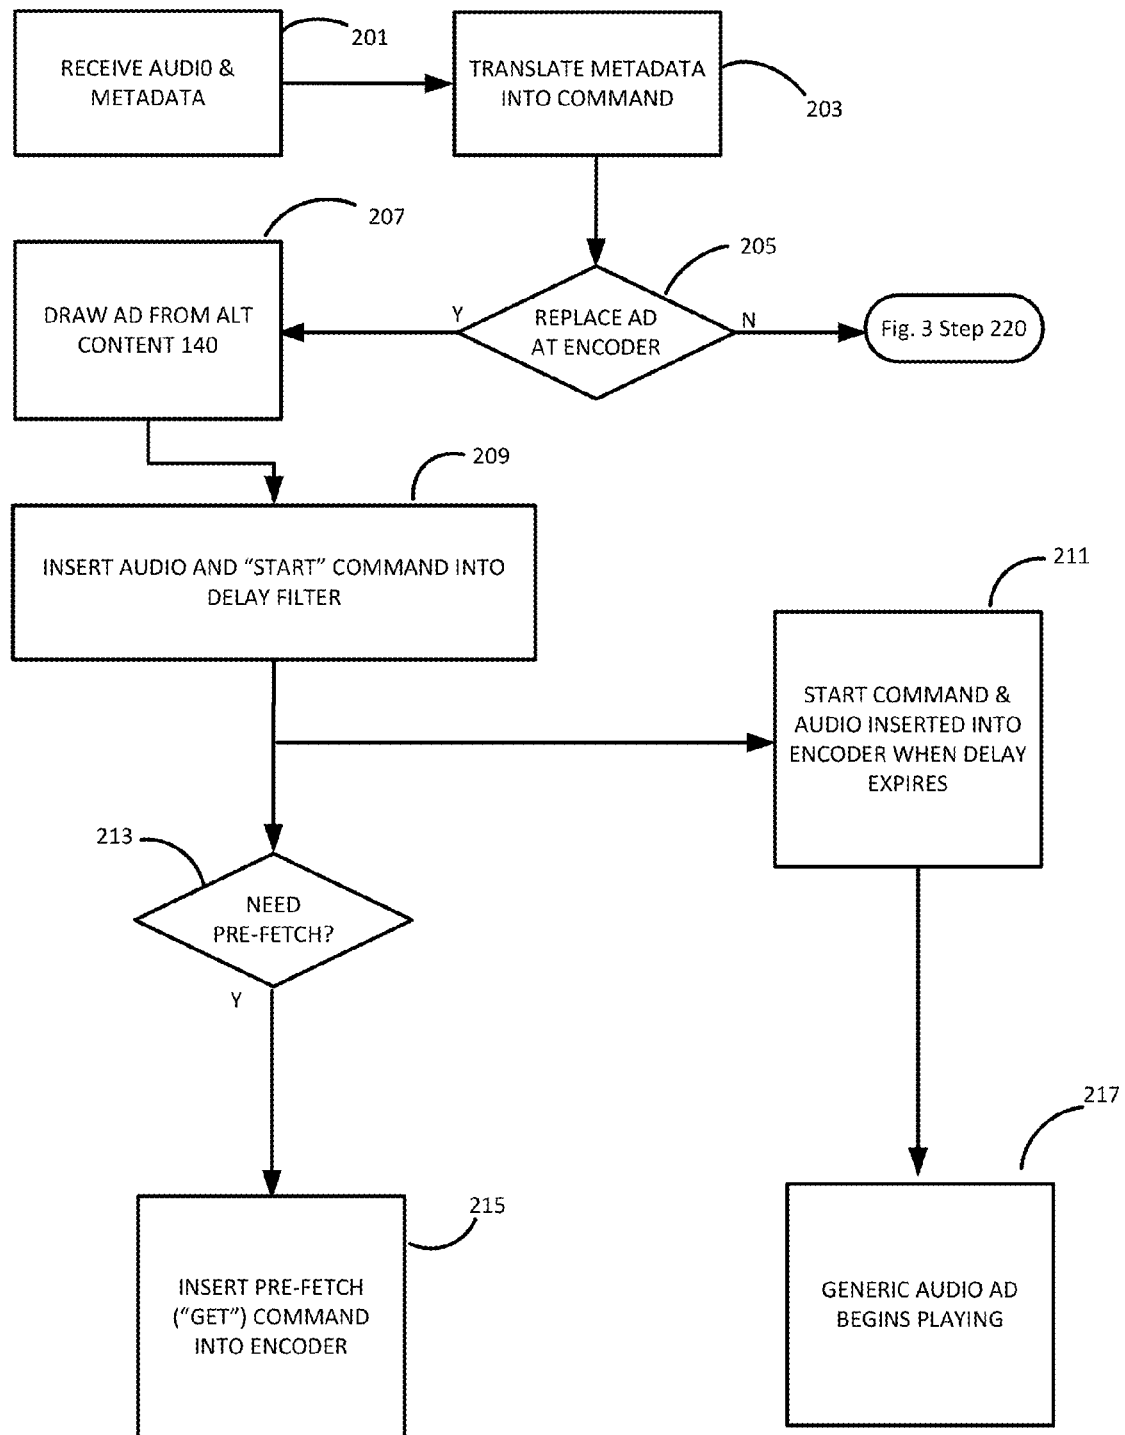 RECEIVE AUDI0 &
METADATA
201
TRANSLATE METADATA
INTO COMMAND
203
207
DRAW AD FROM ALT
CONTENT 140
Y
REPLACE AD
AT ENCODER
205
N
Fig. 3 Step 220
209
INSERT AUDIO AND “START” COMMAND INTO
DELAY FILTER
211
START COMMAND &
AUDIO INSERTED INTO
ENCODER WHEN DELAY
EXPIRES
213
NEED
PRE-FETCH?
Y
215
INSERT PRE-FETCH
(“GET”) COMMAND
INTO ENCODER
217
GENERIC AUDIO AD
BEGINS PLAYING